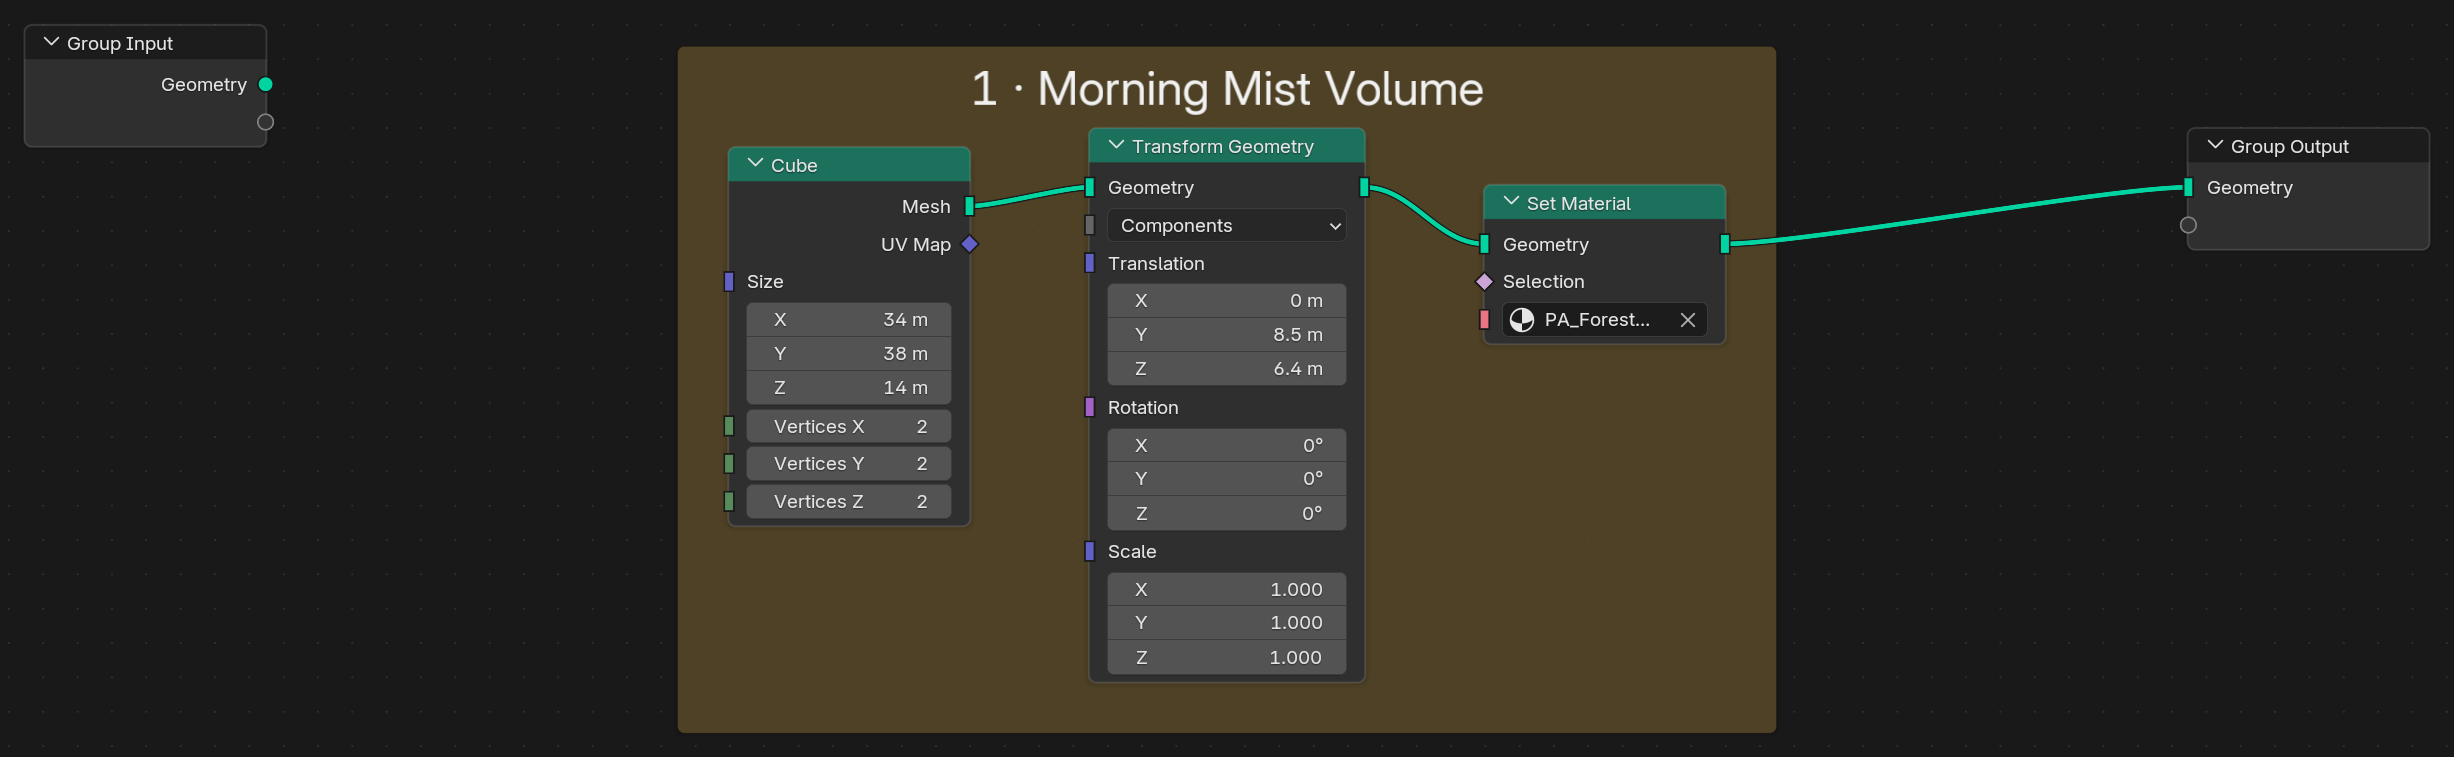 Group Input
Geometry
1 · Morning Mist Volume
Cube
Mesh
UV Map
Size
X 34 m
Y 38 m
Z 14 m
Vertices X 2
Vertices Y 2
Vertices Z 2
Transform Geometry
Geometry
Components
Translation
X 0 m
Y 8.5 m
Z 6.4 m
Rotation
X 0°
Y 0°
Z 0°
Scale
X 1.000
Y 1.000
Z 1.000
Set Material
Geometry
Selection
PA_Forest...
Group Output
Geometry